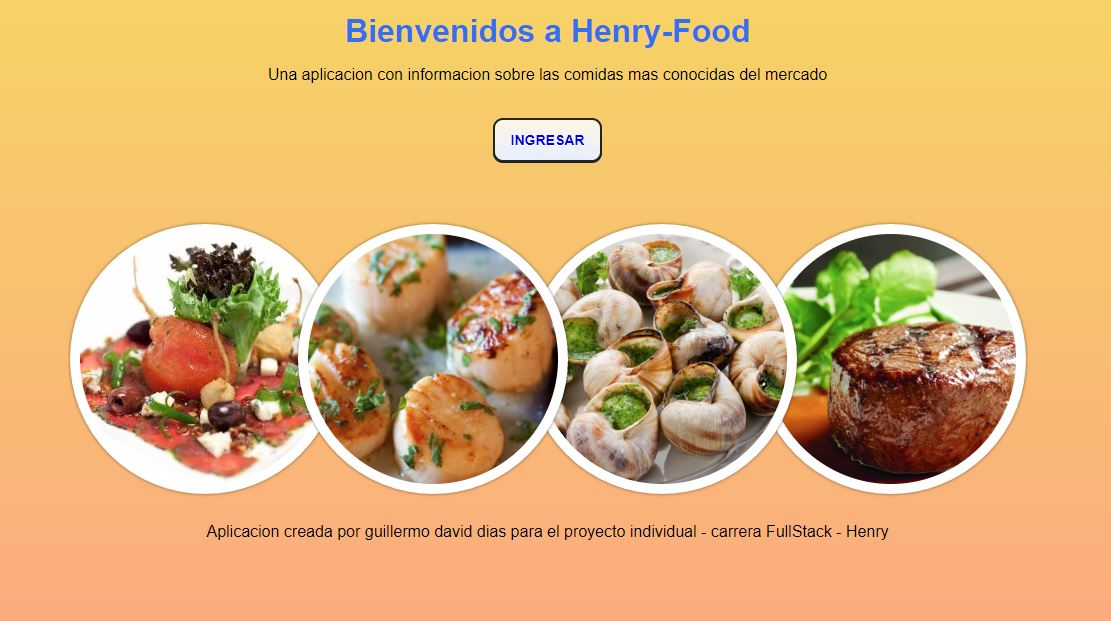 Bienvenidos a Henry-Food
Una aplicacion con informacion sobre las comidas mas conocidas del mercado
INGRESAR
Aplicacion creada por guillermo david dias para el proyecto individual - carrera FullStack - Henry